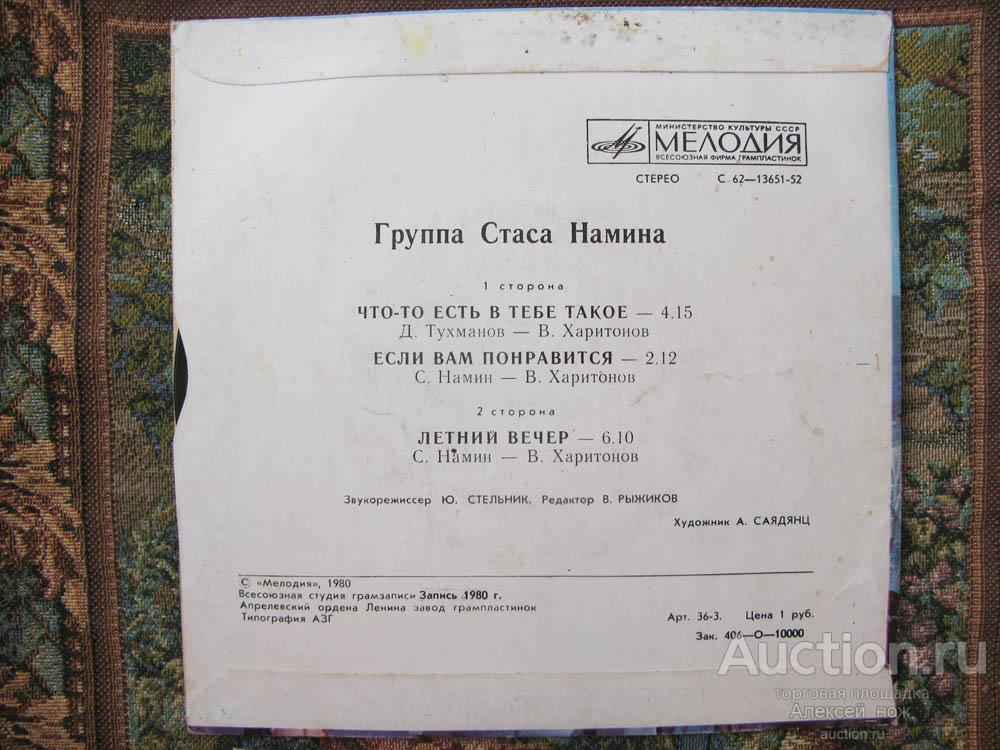 МИНИСТЕРСТВО КУЛЬТУРЫ СССР
МЕЛОДИЯ
ВСЕСОЮЗНАЯ ФИРМА ГРАМПЛАСТИНОК
СТЕРЕО С 62—13651-52
Группа Стаса Намина
1 сторона
ЧТО-ТО ЕСТЬ В ТЕБЕ ТАКОЕ — 4.15
Д. Тухманов — В. Харитонов
ЕСЛИ ВАМ ПОНРАВИТСЯ — 2.12
С. Намин — В. Харитонов
2 сторона
ЛЕТНИЙ ВЕЧЕР — 6.10
С. Намин — В. Харитонов
Звукорежиссер Ю. СТЕЛЬНИК. Редактор В. РЫЖИКОВ
Художник А. САЯДЯНЦ
© «Мелодия», 1980
Всесоюзная студия грамзаписи Запись 1980 г.
Апрелевский ордена Ленина завод грампластинок
Типография АЗГ
Арт. 36-3. Цена 1 руб.
Зак. 406—О—10000
Auction.ru
торговая площадка
Алексей_нож
auction.ru